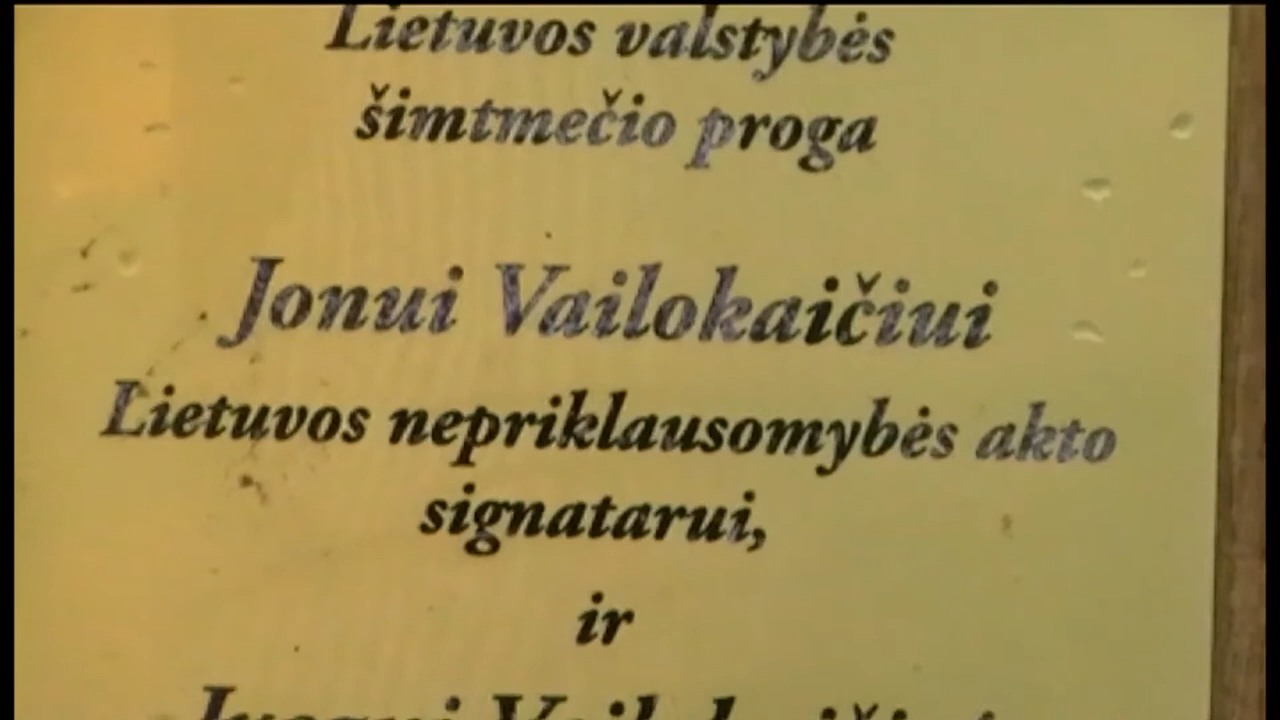 Lietuvos valstybės
šimtmečio proga
Jonui Vailokaičiui
Lietuvos nepriklausomybės akto
signatarui,
ir